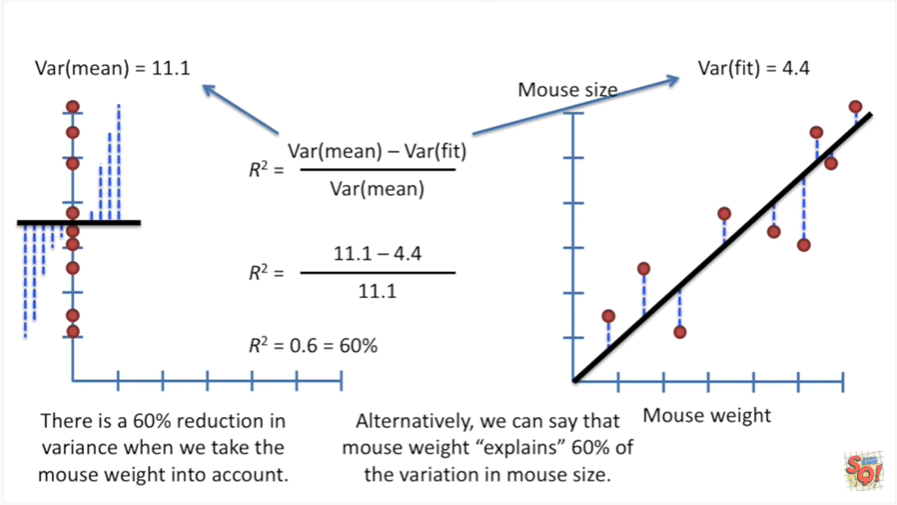 Var(mean) = 11.1
Mouse size
Var(fit) = 4.4
R² = Var(mean) – Var(fit)
Var(mean)
R² = 11.1 – 4.4
11.1
R² = 0.6 = 60%
There is a 60% reduction in
variance when we take the
mouse weight into account.
Alternatively, we can say that
mouse weight “explains” 60% of
the variation in mouse size.
Mouse weight
SQ!